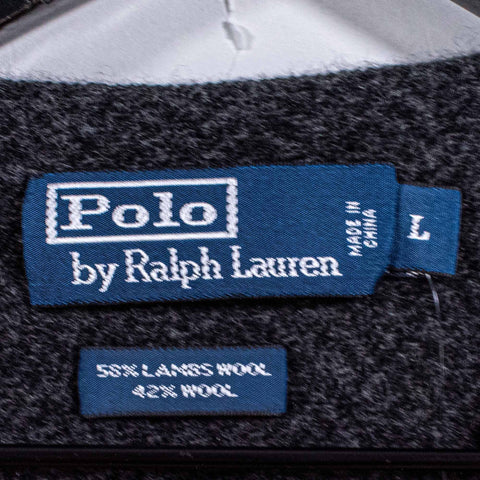 Polo
by Ralph Lauren
MADE IN
CHINA
L
58% LAMBS WOOL
42% WOOL